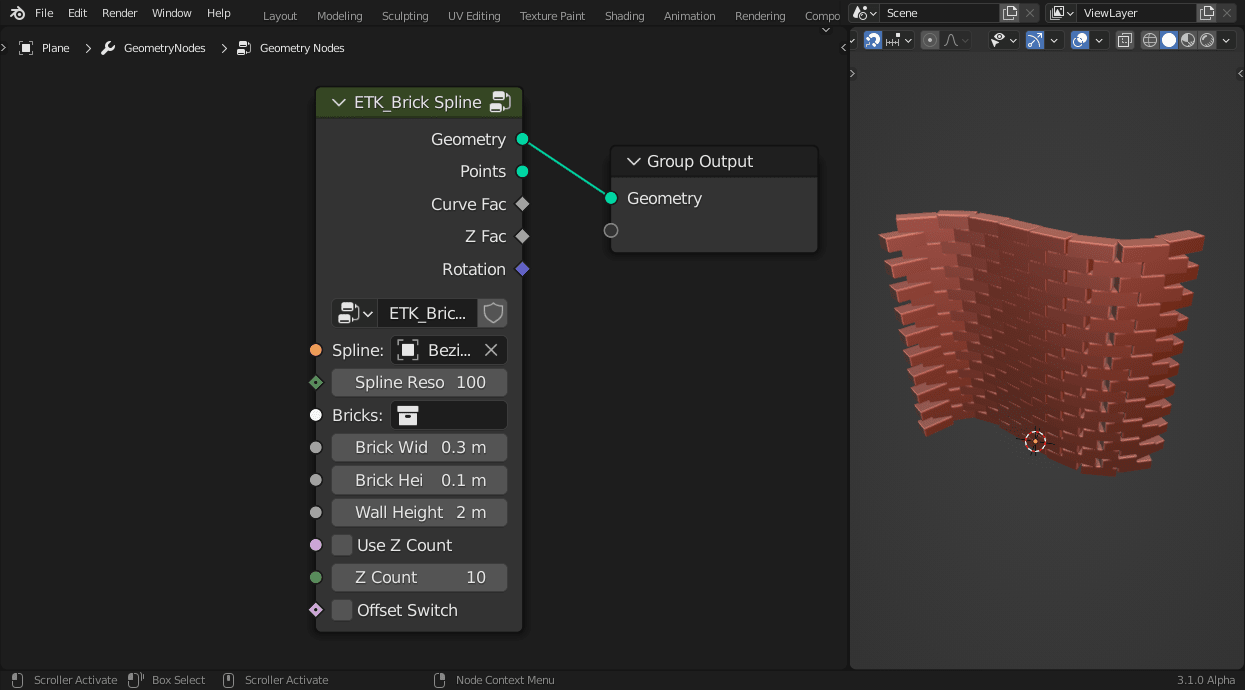 File Edit Render Window Help Layout Modeling Sculpting UV Editing Texture Paint Shading Animation Rendering Compo Scene ViewLayer
Plane GeometryNodes Geometry Nodes
ETK_Brick Spline
Geometry
Points
Curve Fac
Z Fac
Rotation
ETK_Bric...
Spline: Bezi...
Spline Reso 100
Bricks:
Brick Wid 0.3 m
Brick Hei 0.1 m
Wall Height 2 m
Use Z Count
Z Count 10
Offset Switch
Group Output
Geometry
Scroller Activate Box Select Scroller Activate Node Context Menu 3.1.0 Alpha